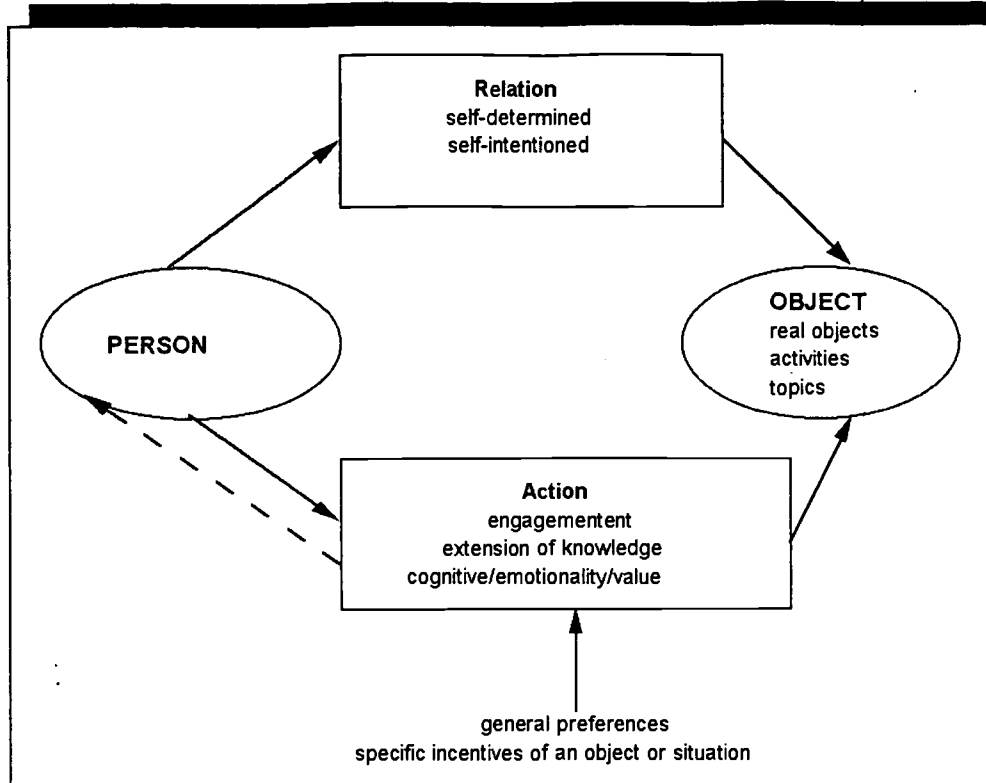 Relation
self-determined
self-intentioned
PERSON
OBJECT
real objects
activities
topics
Action
engagementent
extension of knowledge
cognitive/emotionality/value
general preferences
specific incentives of an object or situation